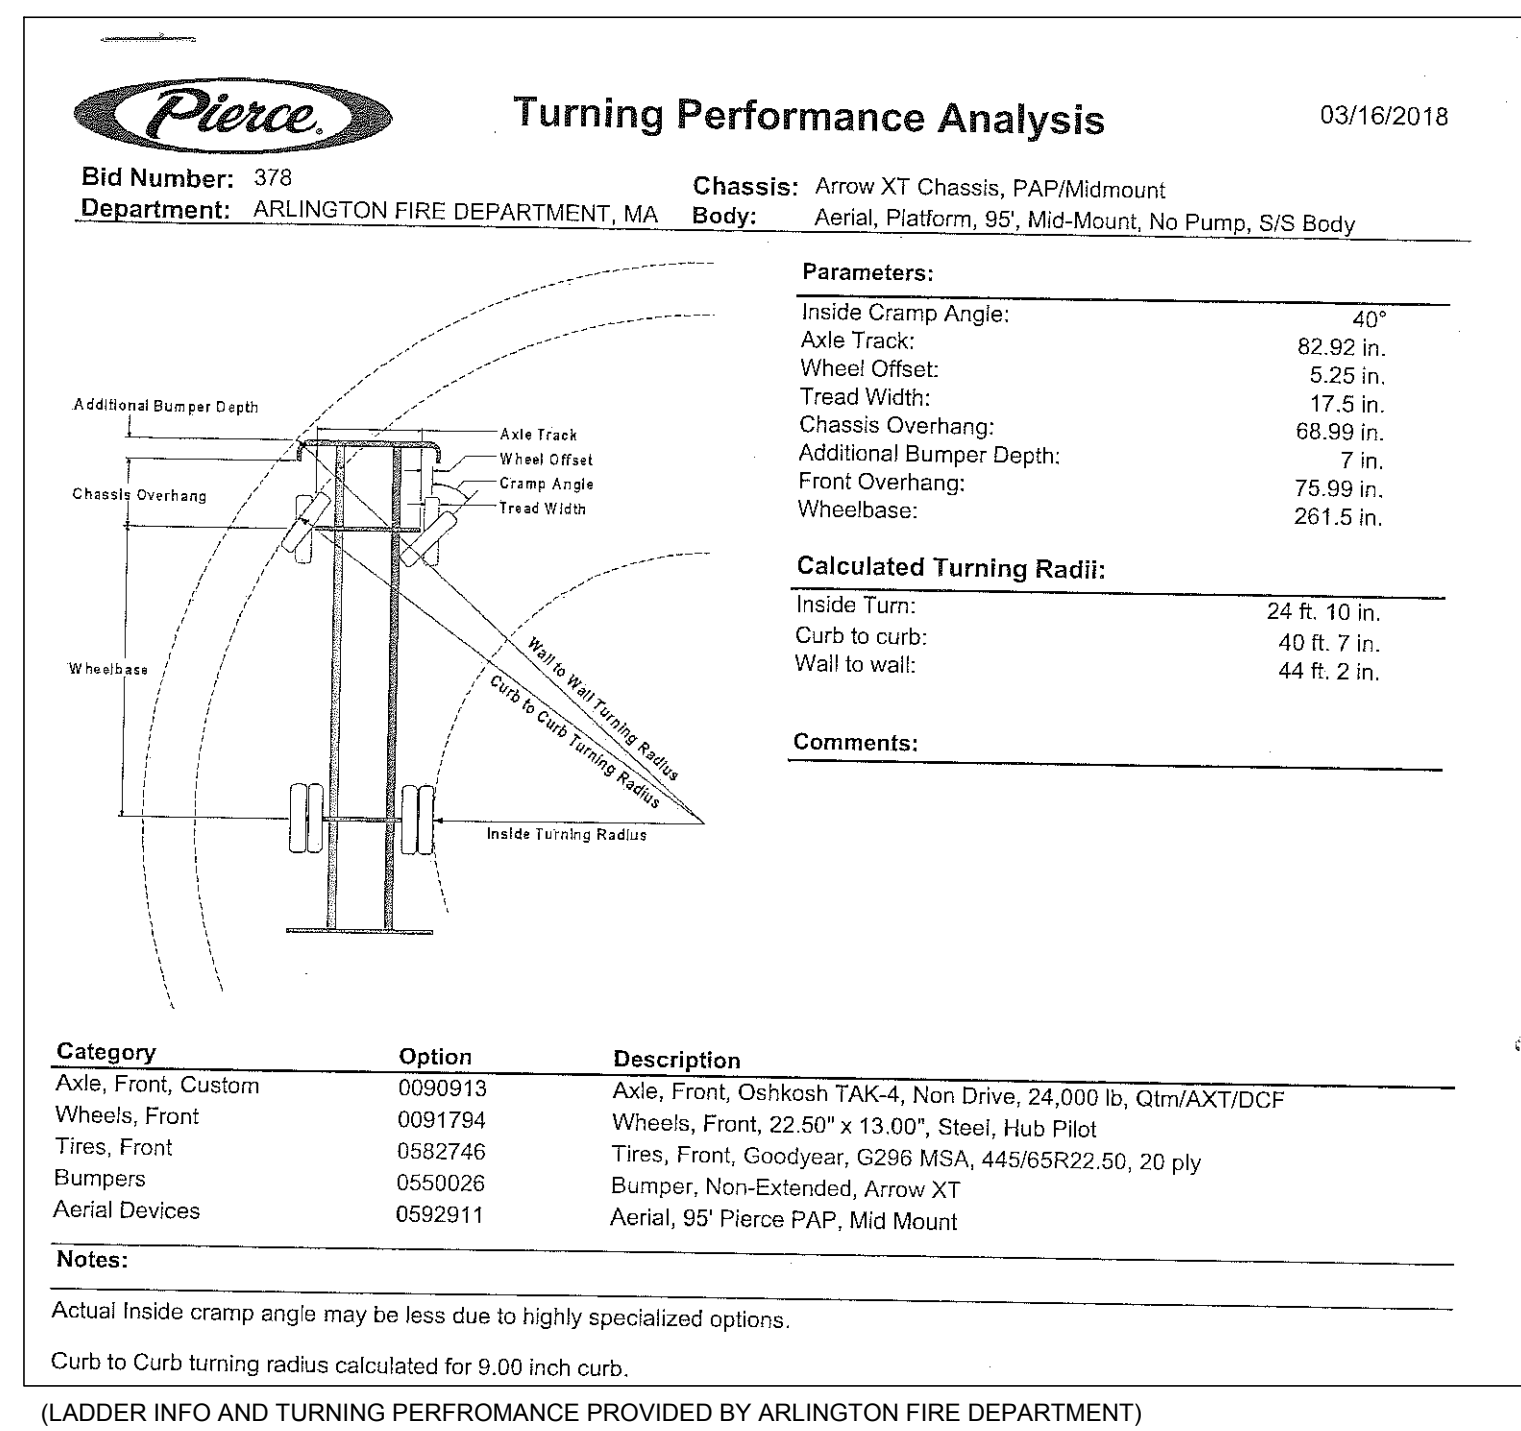 Pierce.
Turning Performance Analysis
03/16/2018
Bid Number: 378
Department: ARLINGTON FIRE DEPARTMENT, MA
Chassis: Arrow XT Chassis, PAP/Midmount
Body: Aerial, Platform, 95', Mid-Mount, No Pump, S/S Body
Additional Bumper Depth
Axle Track
Wheel Offset
Cramp Angle
Tread Width
Chassis Overhang
Wheelbase
Wall to Wall Turning Radius
Curb to Curb Turning Radius
Inside Turning Radius
Parameters:
Inside Cramp Angle: 40°
Axle Track: 82.92 in.
Wheel Offset: 5.25 in.
Tread Width: 17.5 in.
Chassis Overhang: 68.99 in.
Additional Bumper Depth: 7 in.
Front Overhang: 75.99 in.
Wheelbase: 261.5 in.
Calculated Turning Radii:
Inside Turn: 24 ft. 10 in.
Curb to curb: 40 ft. 7 in.
Wall to wall: 44 ft. 2 in.
Comments:
Category Option Description
Axle, Front, Custom 0090913 Axle, Front, Oshkosh TAK-4, Non Drive, 24,000 lb, Qtm/AXT/DCF
Wheels, Front 0091794 Wheels, Front, 22.50" x 13.00", Steel, Hub Pilot
Tires, Front 0582746 Tires, Front, Goodyear, G296 MSA, 445/65R22.50, 20 ply
Bumpers 0550026 Bumper, Non-Extended, Arrow XT
Aerial Devices 0592911 Aerial, 95' Pierce PAP, Mid Mount
Notes:
Actual Inside cramp angle may be less due to highly specialized options.
Curb to Curb turning radius calculated for 9.00 inch curb.
(LADDER INFO AND TURNING PERFROMANCE PROVIDED BY ARLINGTON FIRE DEPARTMENT)